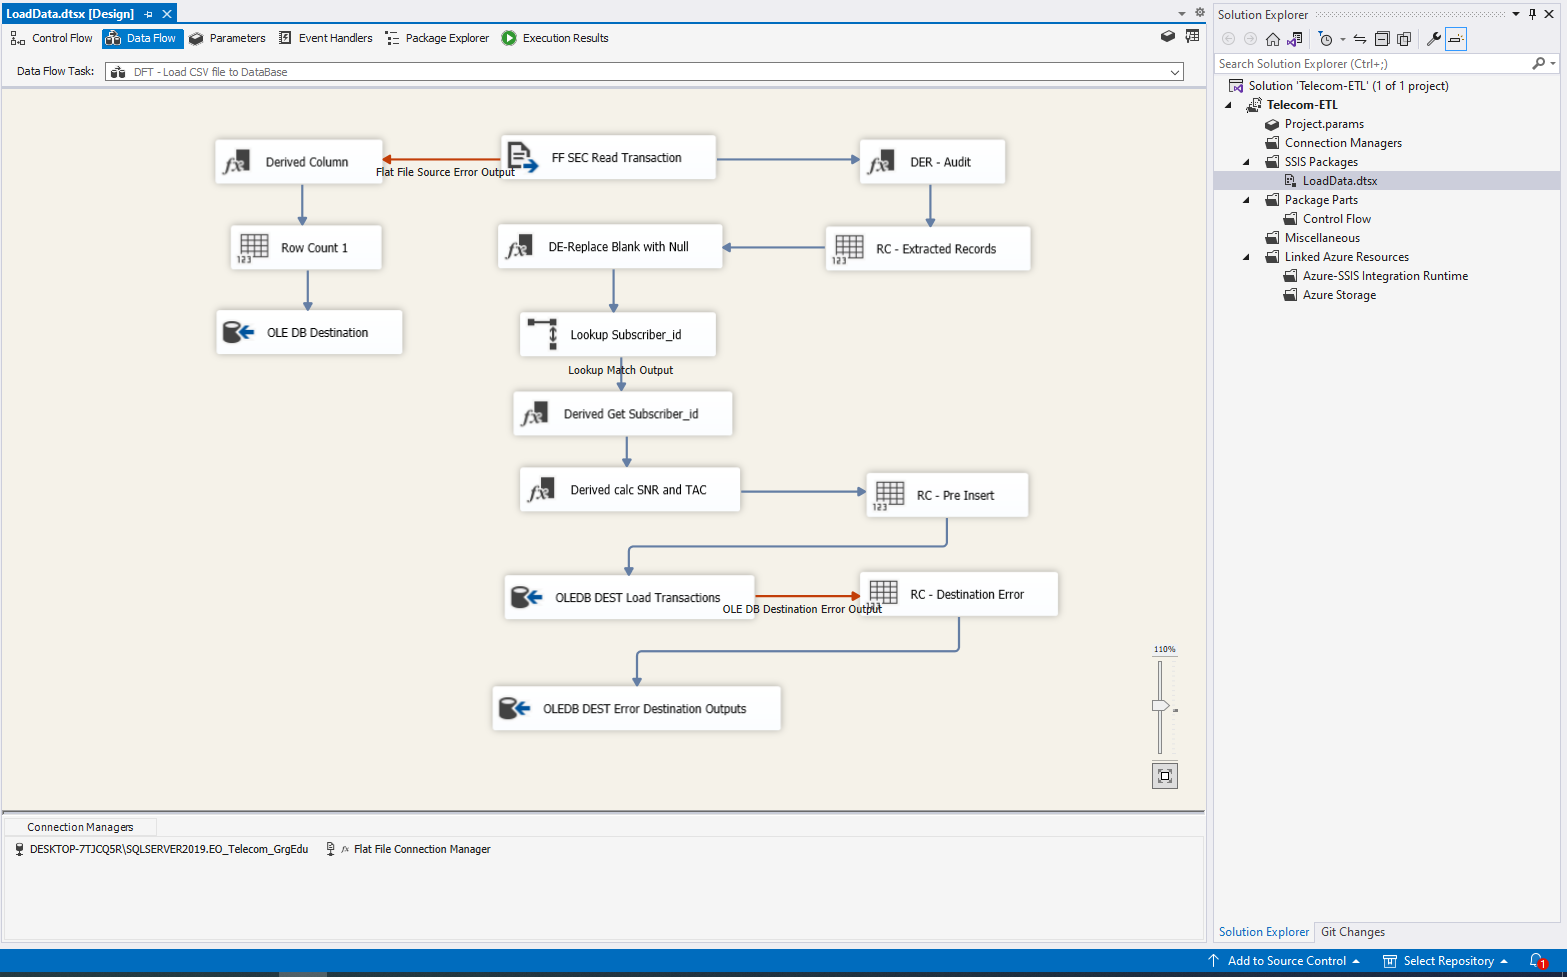 LoadData.dtsx [Design]
Control Flow
Data Flow
Parameters
Event Handlers
Package Explorer
Execution Results
Data Flow Task:
DFT - Load CSV file to DataBase
Derived Column
FF SEC Read Transaction
DER - Audit
Flat File Source Error Output
Row Count 1
DE-Replace Blank with Null
RC - Extracted Records
OLE DB Destination
Lookup Subscriber_id
Lookup Match Output
Derived Get Subscriber_id
Derived calc SNR and TAC
RC - Pre Insert
OLEDB DEST Load Transactions
RC - Destination Error
OLE DB Destination Error Output
OLEDB DEST Error Destination Outputs
110%
Connection Managers
DESKTOP-7TJCQ5R\SQLSERVER2019.EO_Telecom_GrgEdu
Flat File Connection Manager
Solution Explorer
Search Solution Explorer (Ctrl+;)
Solution 'Telecom-ETL' (1 of 1 project)
Telecom-ETL
Project.params
Connection Managers
SSIS Packages
LoadData.dtsx
Package Parts
Control Flow
Miscellaneous
Linked Azure Resources
Azure-SSIS Integration Runtime
Azure Storage
Solution Explorer
Git Changes
Add to Source Control
Select Repository
1